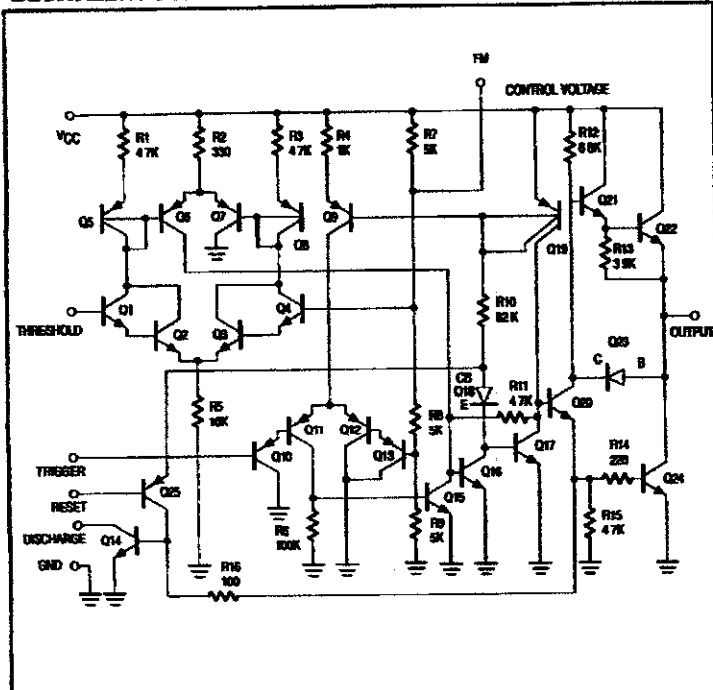 FM
CONTROL VOLTAGE
VCC
R1
4 7K
R2
330
R3
4 7K
R4
1K
R7
5K
R12
6 8K
Q5
Q6
Q7
Q8
Q9
Q19
Q21
Q22
R13
3 9K
Q1
Q2
Q3
Q4
THRESHOLD
R10
82 K
OUTPUT
Q23
C
B
CB
Q18
E
R11
4 7K
Q20
R5
10K
R8
5K
Q11
Q12
Q13
Q10
Q17
Q16
R14
220
Q24
TRIGGER
Q25
RESET
Q15
DISCHARGE
Q14
R6
100K
R9
5K
R15
4 7K
GND
R16
100